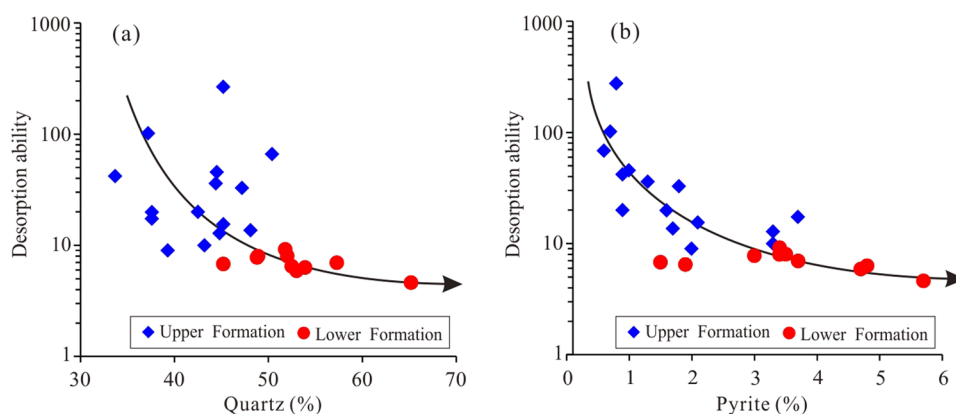 (a)
Desorption ability
1000
100
10
1
30 40 50 60 70
Quartz (%)
Upper Formation Lower Formation
(b)
Desorption ability
1000
100
10
1
0 1 2 3 4 5 6
Pyrite (%)
Upper Formation Lower Formation